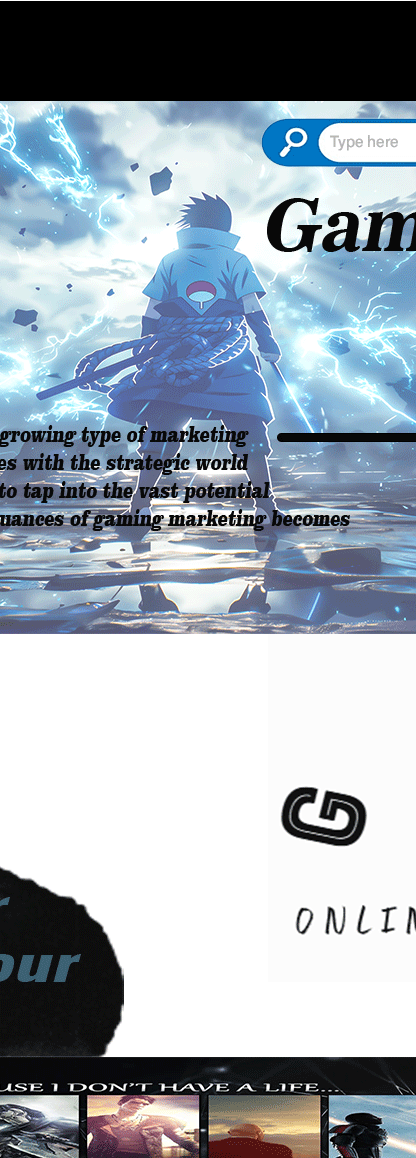 Type here
Gam
growing type of marketing
es with the strategic world
to tap into the vast potential
uances of gaming marketing becomes
G
r
our
ONLIN
USE I DON'T HAVE A LIFE...